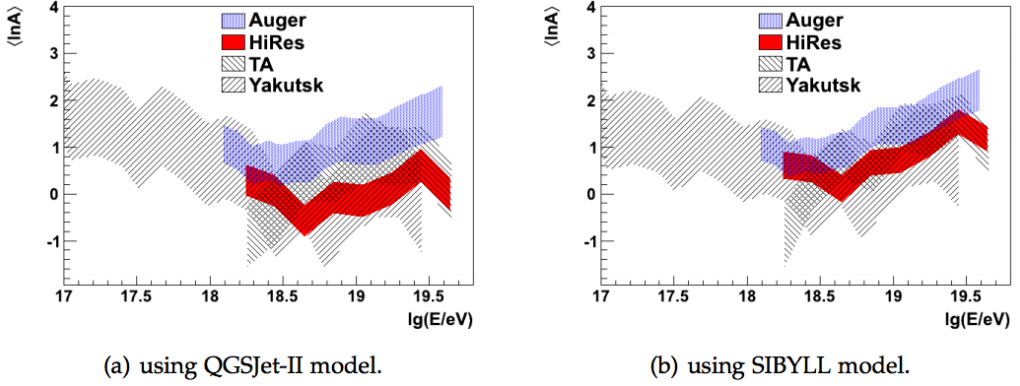 ⟨lnA⟩
4
3
2
1
0
-1
17
17.5
18
18.5
19
19.5
lg(E/eV)
Auger
HiRes
TA
Yakutsk
(a) using QGSJet-II model.
⟨lnA⟩
4
3
2
1
0
-1
17
17.5
18
18.5
19
19.5
lg(E/eV)
Auger
HiRes
TA
Yakutsk
(b) using SIBYLL model.